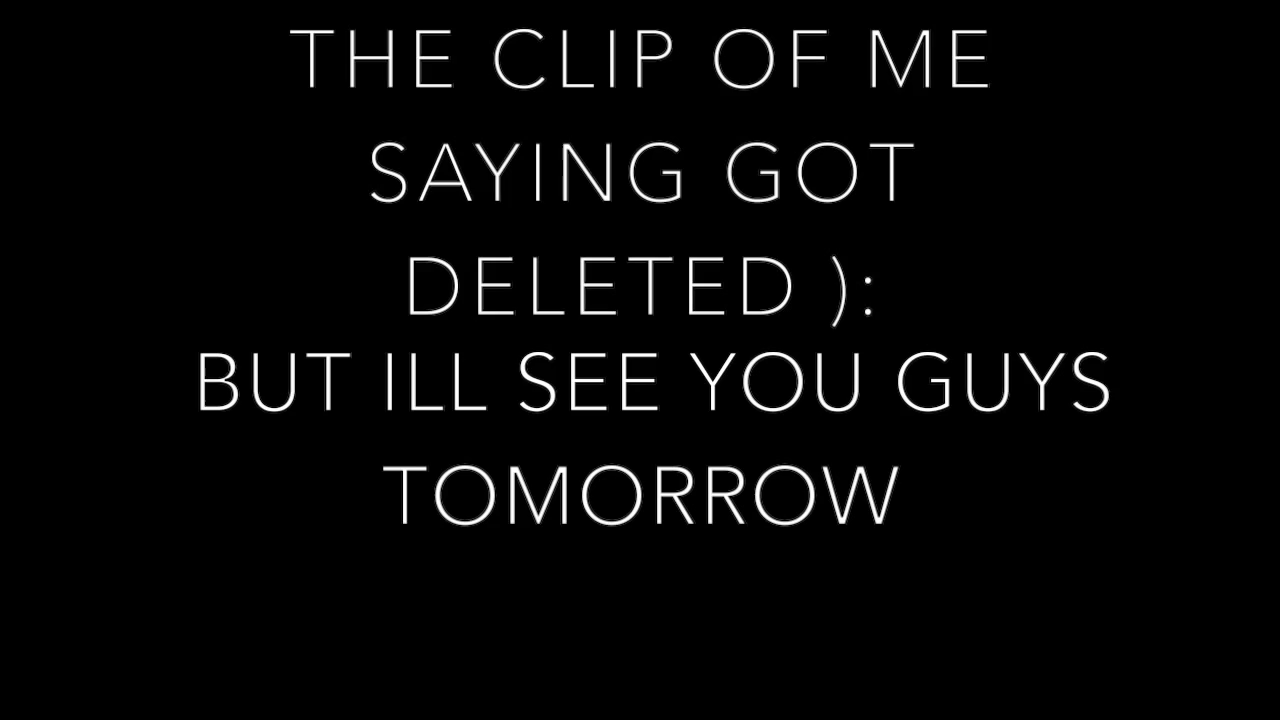 THE CLIP OF ME
SAYING GOT
DELETED ):
BUT ILL SEE YOU GUYS
TOMORROW